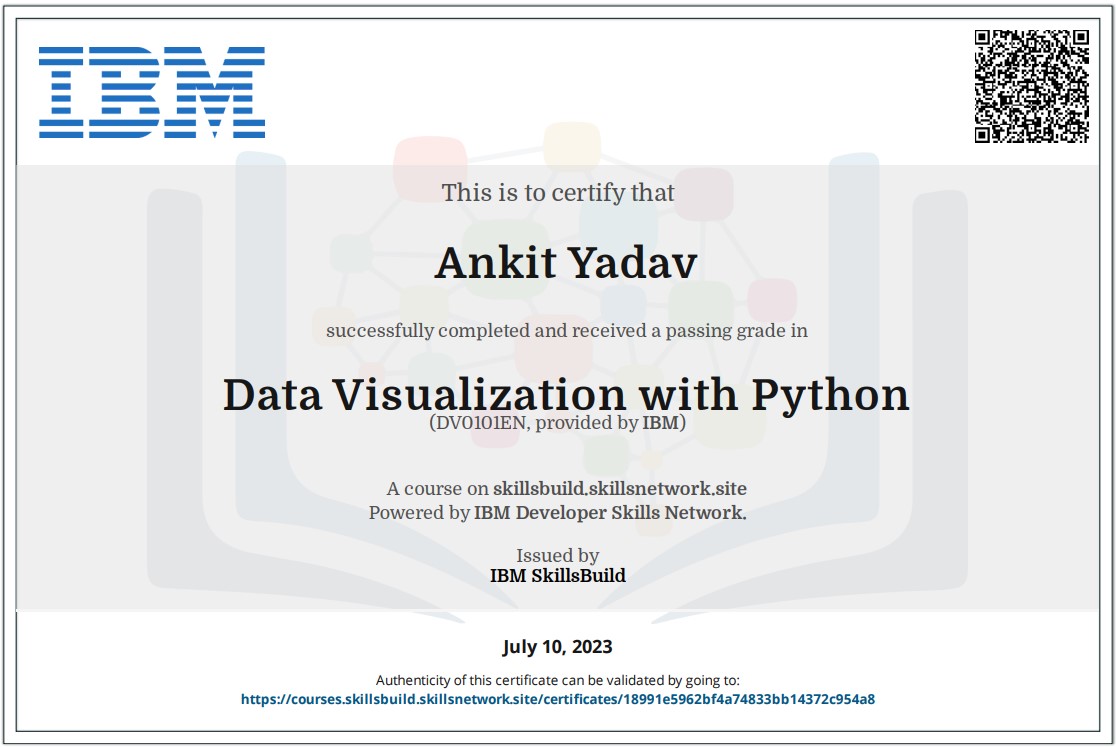 IBM
This is to certify that
Ankit Yadav
successfully completed and received a passing grade in
Data Visualization with Python
(DV0101EN, provided by IBM)
A course on skillsbuild.skillsnetwork.site
Powered by IBM Developer Skills Network.
Issued by
IBM SkillsBuild
July 10, 2023
Authenticity of this certificate can be validated by going to:
https://courses.skillsbuild.skillsnetwork.site/certificates/18991e5962bf4a74833bb14372c954a8